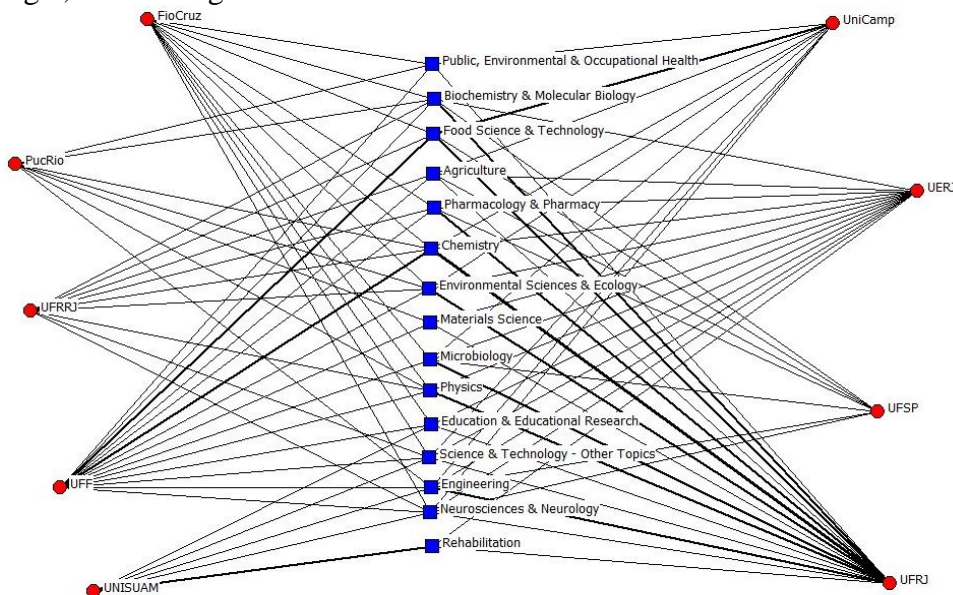 FioCruz
UniCamp
Public, Environmental & Occupational Health
Biochemistry & Molecular Biology
Food Science & Technology
PucRio
Agriculture
UERJ
Pharmacology & Pharmacy
Chemistry
Environmental Sciences & Ecology
UFRRJ
Materials Science
Microbiology
Physics
UFSP
Education & Educational Research
Science & Technology - Other Topics
UFF
Engineering
Neurosciences & Neurology
Rehabilitation
UNISUAM
UFRJ